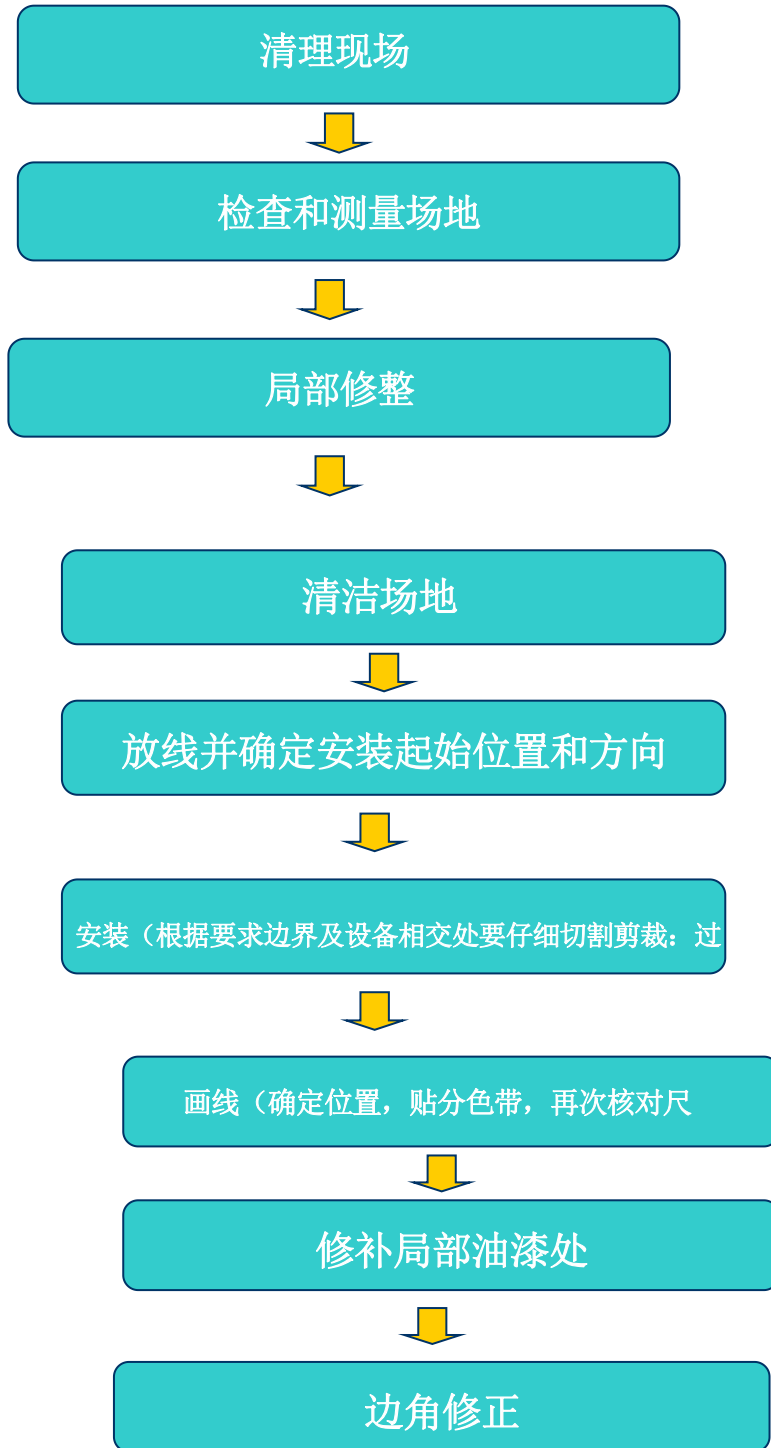 清理现场
检查和测量场地
局部修整
清洁场地
放线并确定安装起始位置和方向
安装（根据要求边界及设备相交处要仔细切割剪裁：过
画线（确定位置，贴分色带，再次核对尺
修补局部油漆处
边角修正